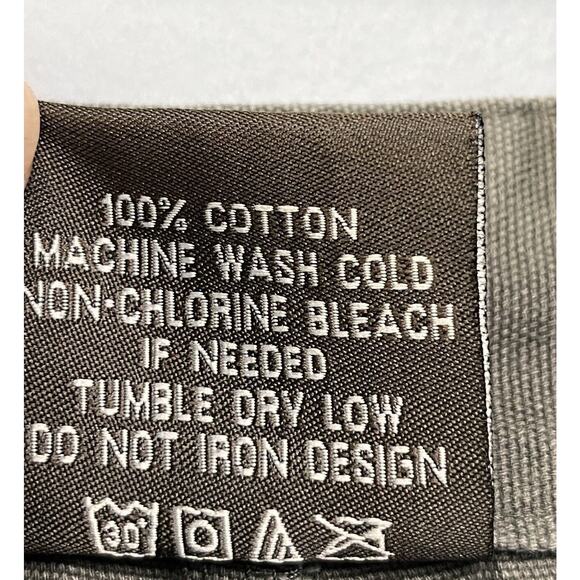 100% COTTON
MACHINE WASH COLD
NON-CHLORINE BLEACH
IF NEEDED
TUMBLE DRY LOW
DO NOT IRON DESIGN
30°